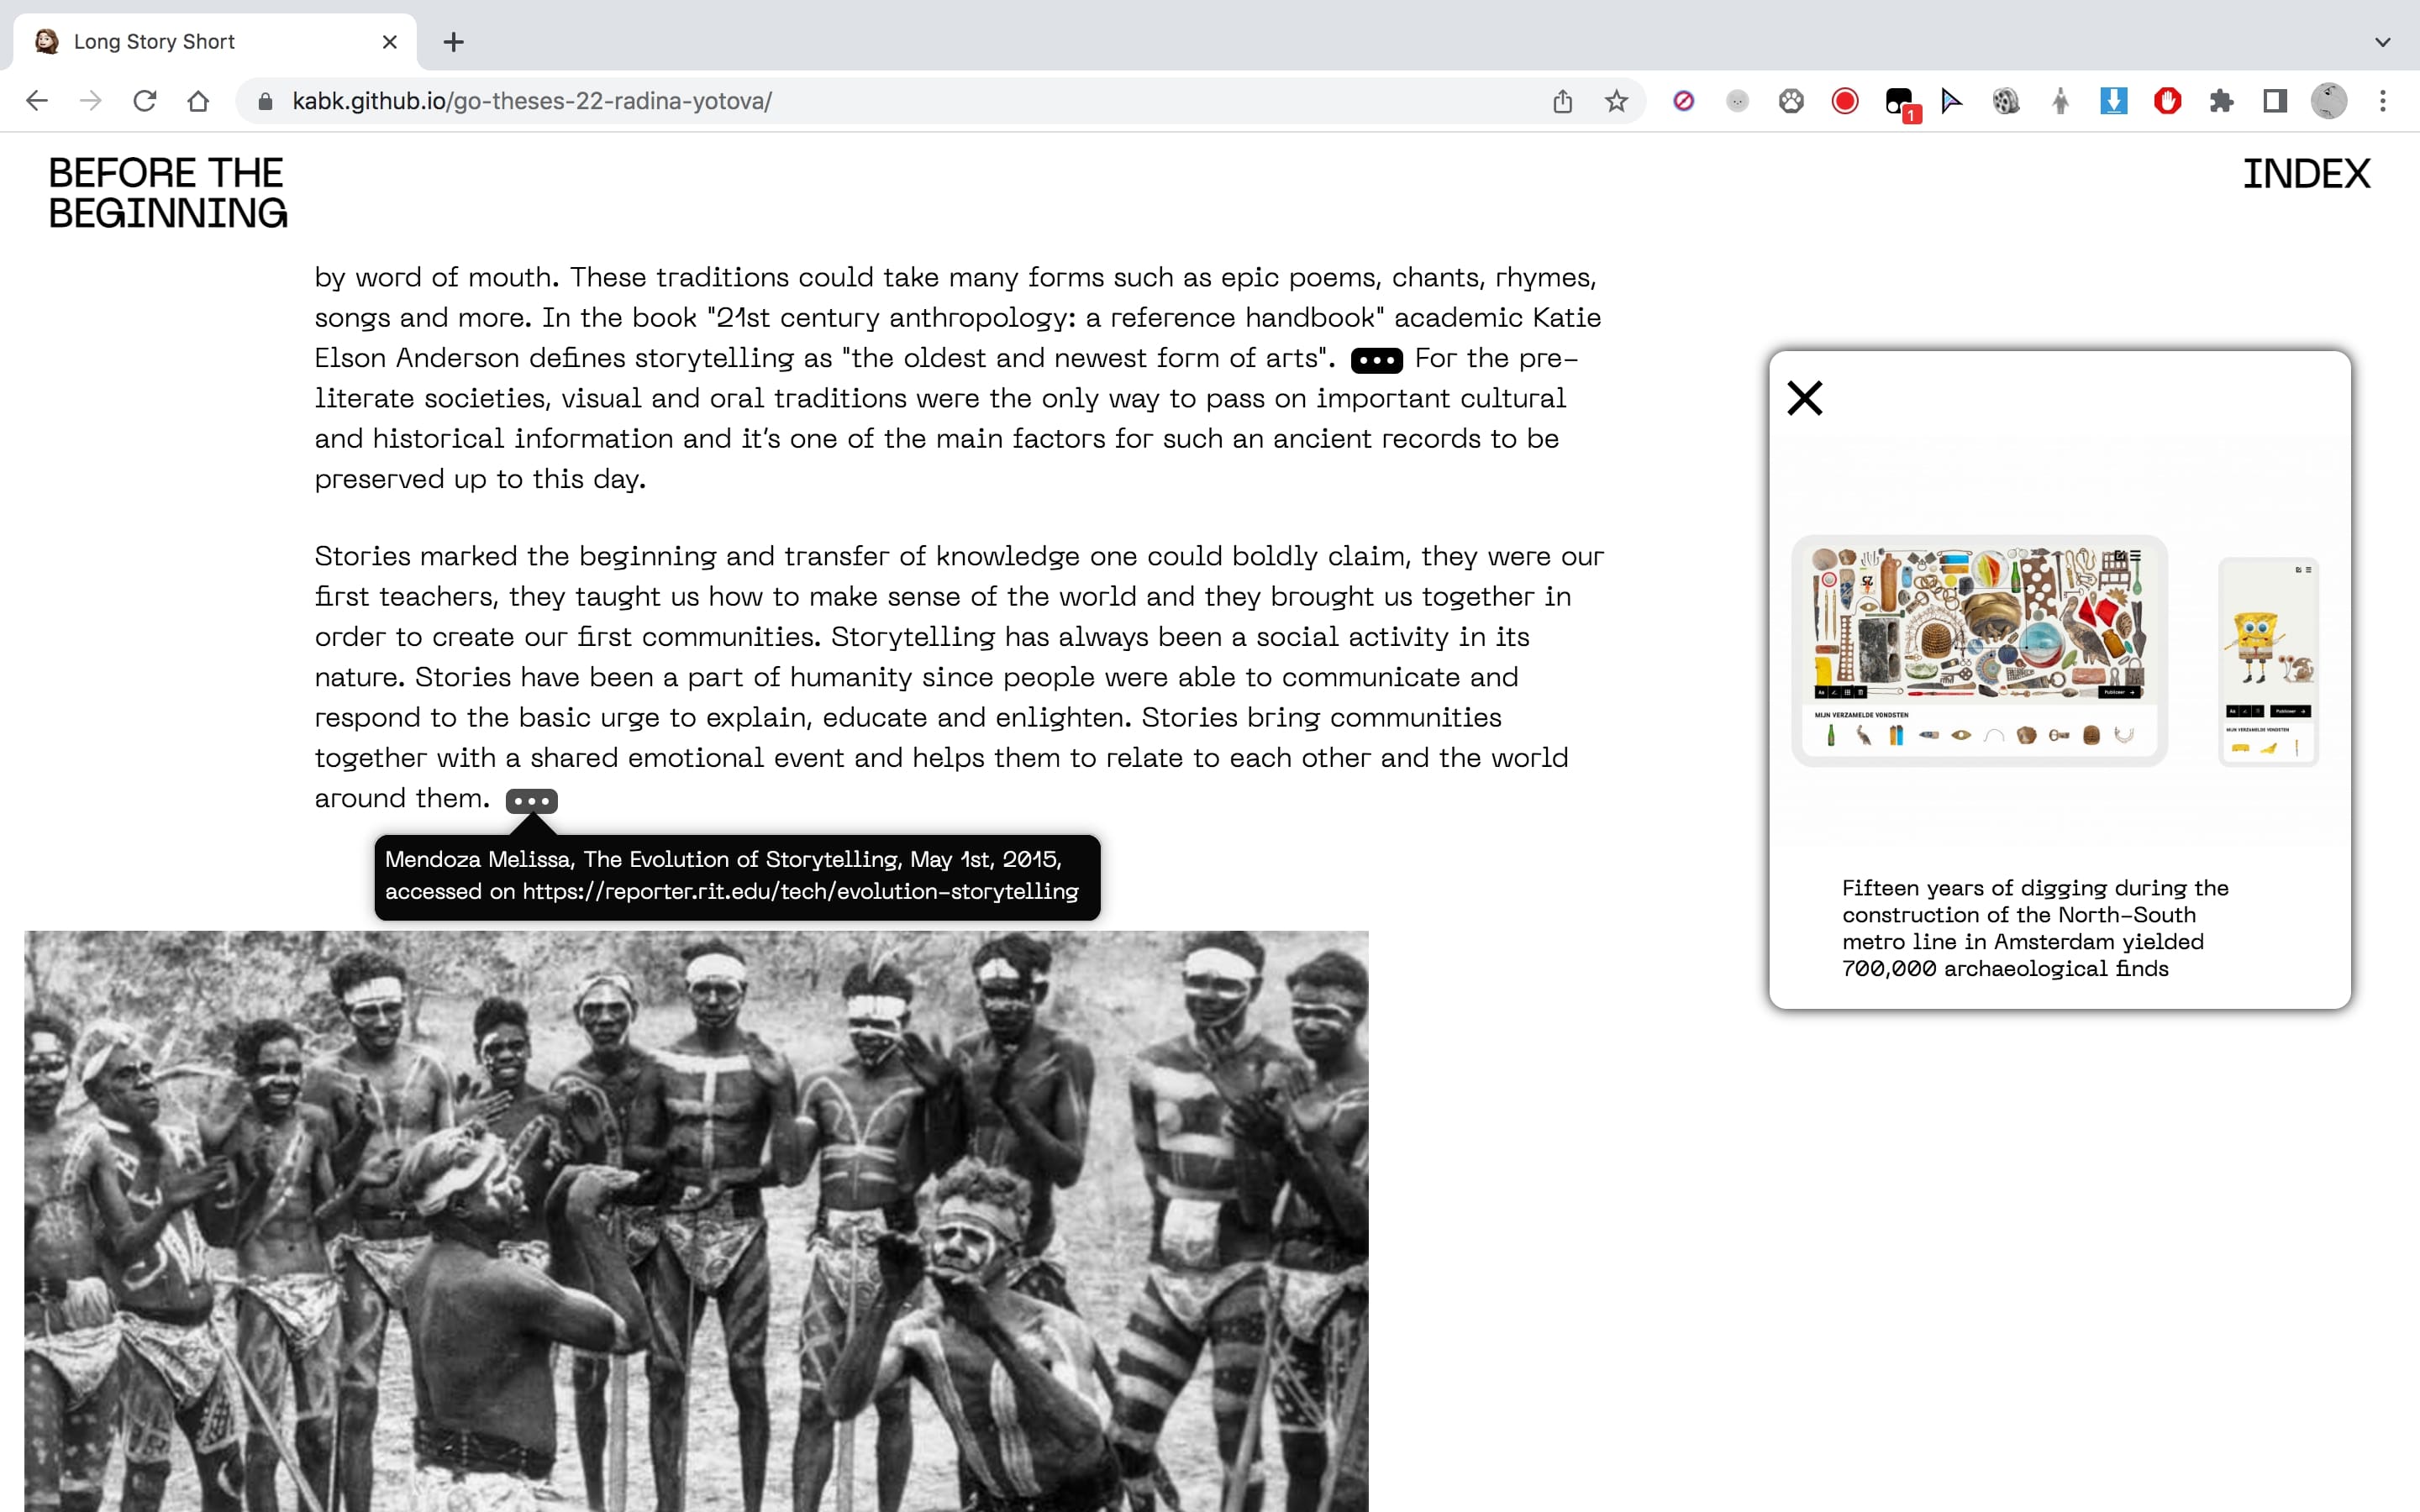 Long Story Short
kabk.github.io/go-theses-22-radina-yotova/
1
BEFORE THE
BEGINNING
INDEX
by word of mouth. These traditions could take many forms such as epic poems, chants, rhymes,
songs and more. In the book "21st century anthropology: a reference handbook" academic Katie
Elson Anderson defines storytelling as "the oldest and newest form of arts". ••• For the pre–
literate societies, visual and oral traditions were the only way to pass on important cultural
and historical information and it's one of the main factors for such an ancient records to be
preserved up to this day.
Stories marked the beginning and transfer of knowledge one could boldly claim, they were our
first teachers, they taught us how to make sense of the world and they brought us together in
order to create our first communities. Storytelling has always been a social activity in its
nature. Stories have been a part of humanity since people were able to communicate and
respond to the basic urge to explain, educate and enlighten. Stories bring communities
together with a shared emotional event and helps them to relate to each other and the world
around them. •••
Mendoza Melissa, The Evolution of Storytelling, May 1st, 2015,
accessed on https://reporter.rit.edu/tech/evolution–storytelling
Aa
Publiceer →
MIJN VERZAMELDE VONDSTEN
Aa
Publiceer →
MIJN VERZAMELDE VONDSTEN
Fifteen years of digging during the
construction of the North–South
metro line in Amsterdam yielded
700,000 archaeological finds